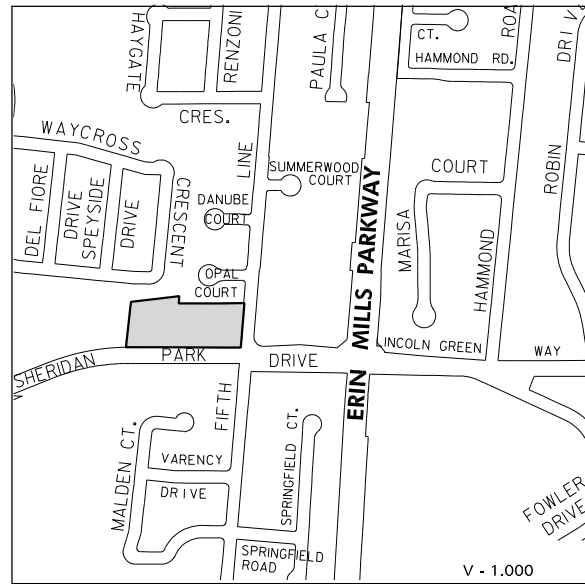 HAYGATE
RENZONI
PAULA C
CT.
ROA
HAMMOND RD.
DRIV
CRES.
WAYCROSS
LINE
SUMMERWOOD
COURT
COURT
ROBIN
DEL FIORE
DRIVE
SPEYSIDE
DRIVE
CRESCENT
DANUBE
COURT
MARISA
HAMMOND
OPAL
COURT
ERIN MILLS PARKWAY
SHERIDAN
PARK
DRIVE
LINCOLN GREEN
WAY
FIFTH
MALDEN CT.
VARENCY
DRIVE
SPRINGFIELD CT.
SPRINGFIELD
ROAD
FOWLER
DRIVE
V - 1.000